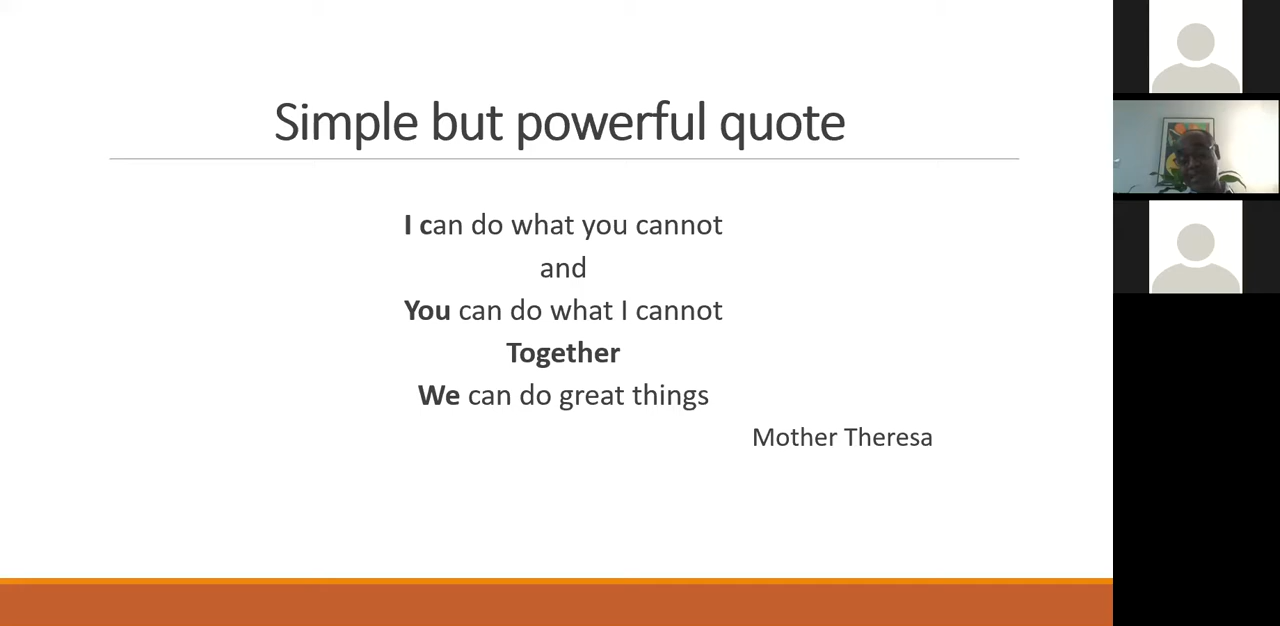 Simple but powerful quote
I can do what you cannot
and
You can do what I cannot
Together
We can do great things
Mother Theresa